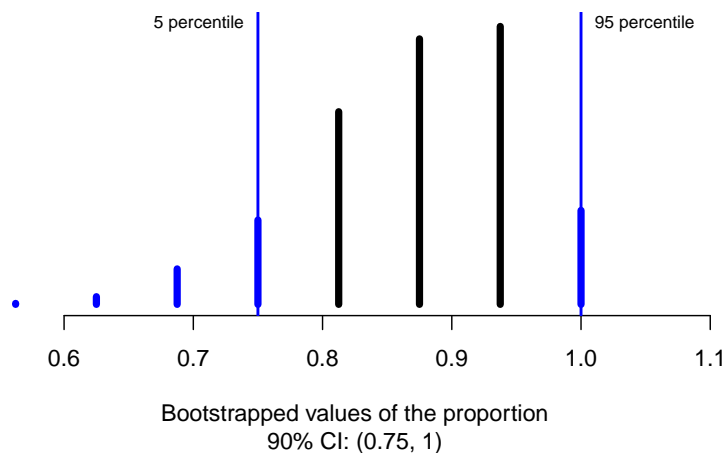 5 percentile
95 percentile
0.6 0.7 0.8 0.9 1.0 1.1
Bootstrapped values of the proportion
90% CI: (0.75, 1)